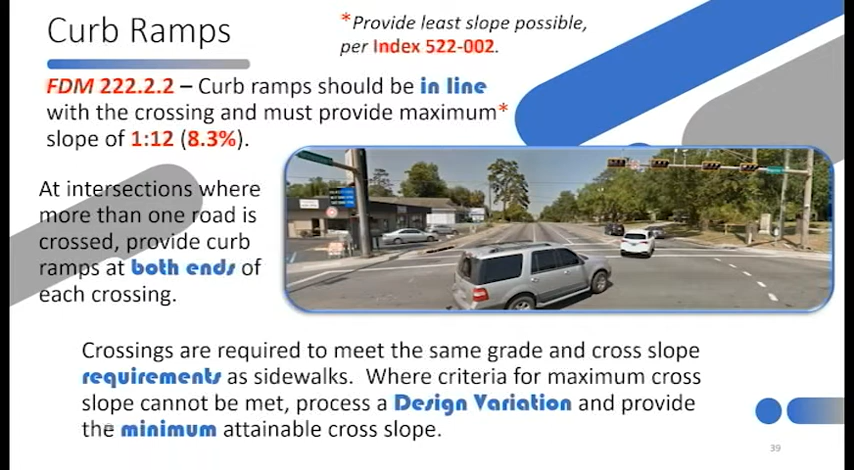 Curb Ramps
*Provide least slope possible,
per Index 522-002.
FDM 222.2.2 – Curb ramps should be in line
with the crossing and must provide maximum*
slope of 1:12 (8.3%).
At intersections where
more than one road is
crossed, provide curb
ramps at both ends of
each crossing.
Crossings are required to meet the same grade and cross slope
requirements as sidewalks. Where criteria for maximum cross
slope cannot be met, process a Design Variation and provide
the minimum attainable cross slope.
39